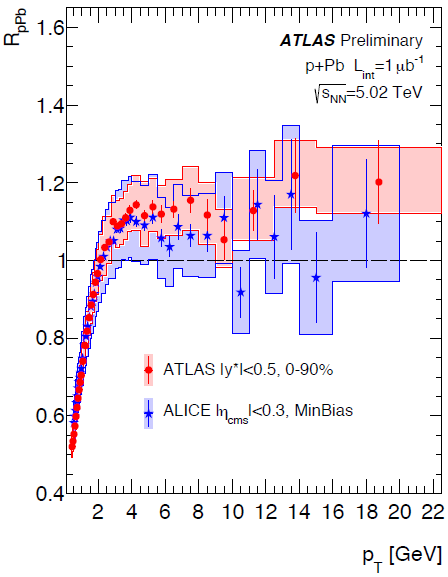 R_pPb
ATLAS Preliminary
p+Pb L_int=1 μb⁻¹
√s_NN=5.02 TeV
1.6
1.4
1.2
1
0.8
0.6
0.4
ATLAS |y*|<0.5, 0-90%
ALICE |η_cms|<0.3, MinBias
2 4 6 8 10 12 14 16 18 20 22
p_T [GeV]